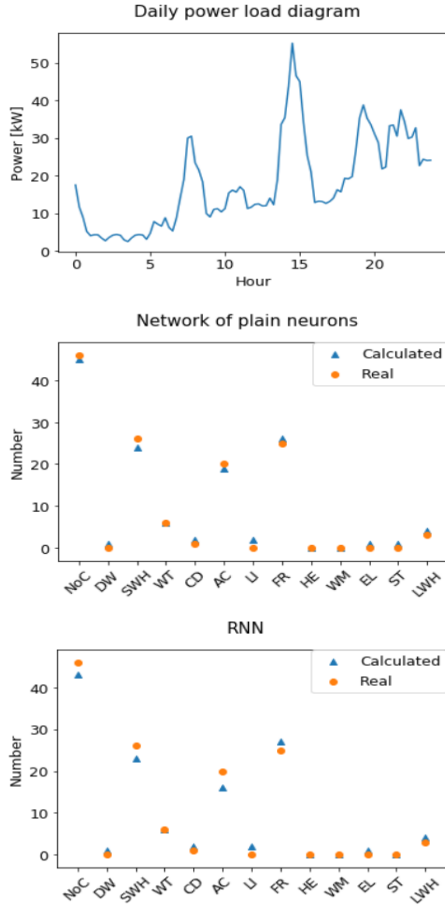 Daily power load diagram
50
40
30
20
10
0
Power [kW]
0 5 10 15 20
Hour
Network of plain neurons
Calculated
Real
40
30
20
10
0
Number
NoC DW SWH WT CD AC LI FR HE WM EL ST LWH
RNN
Calculated
Real
40
30
20
10
0
Number
NoC DW SWH WT CD AC LI FR HE WM EL ST LWH